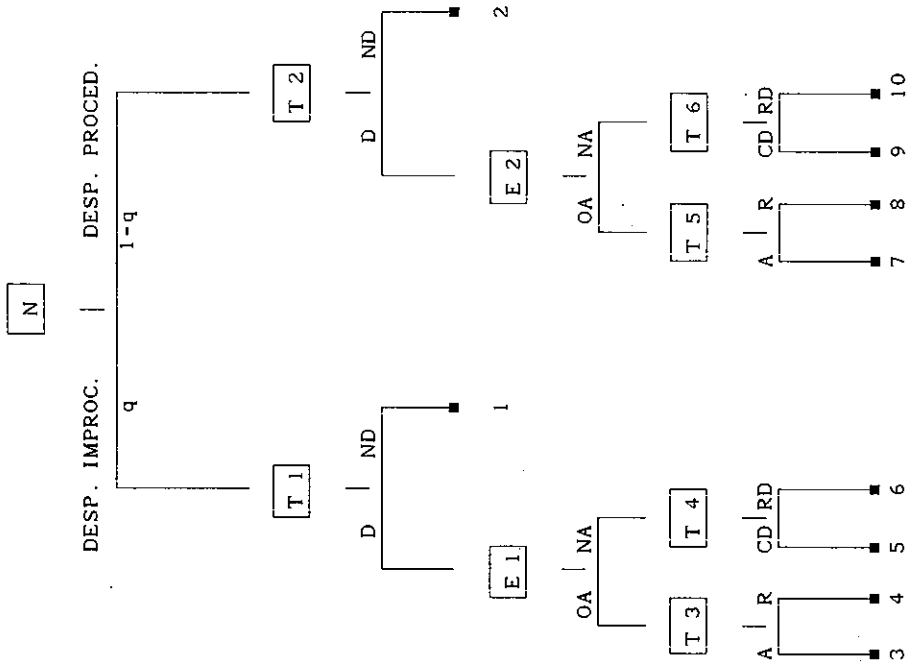 N
DESP. IMPROC. DESP. PROCED.
q 1-q
T 1 T 2
D ND D ND
1 2
E 1 E 2
OA NA OA NA
T 3 T 4 T 5 T 6
A R CD RD A R CD RD
3 4 5 6 7 8 9 10